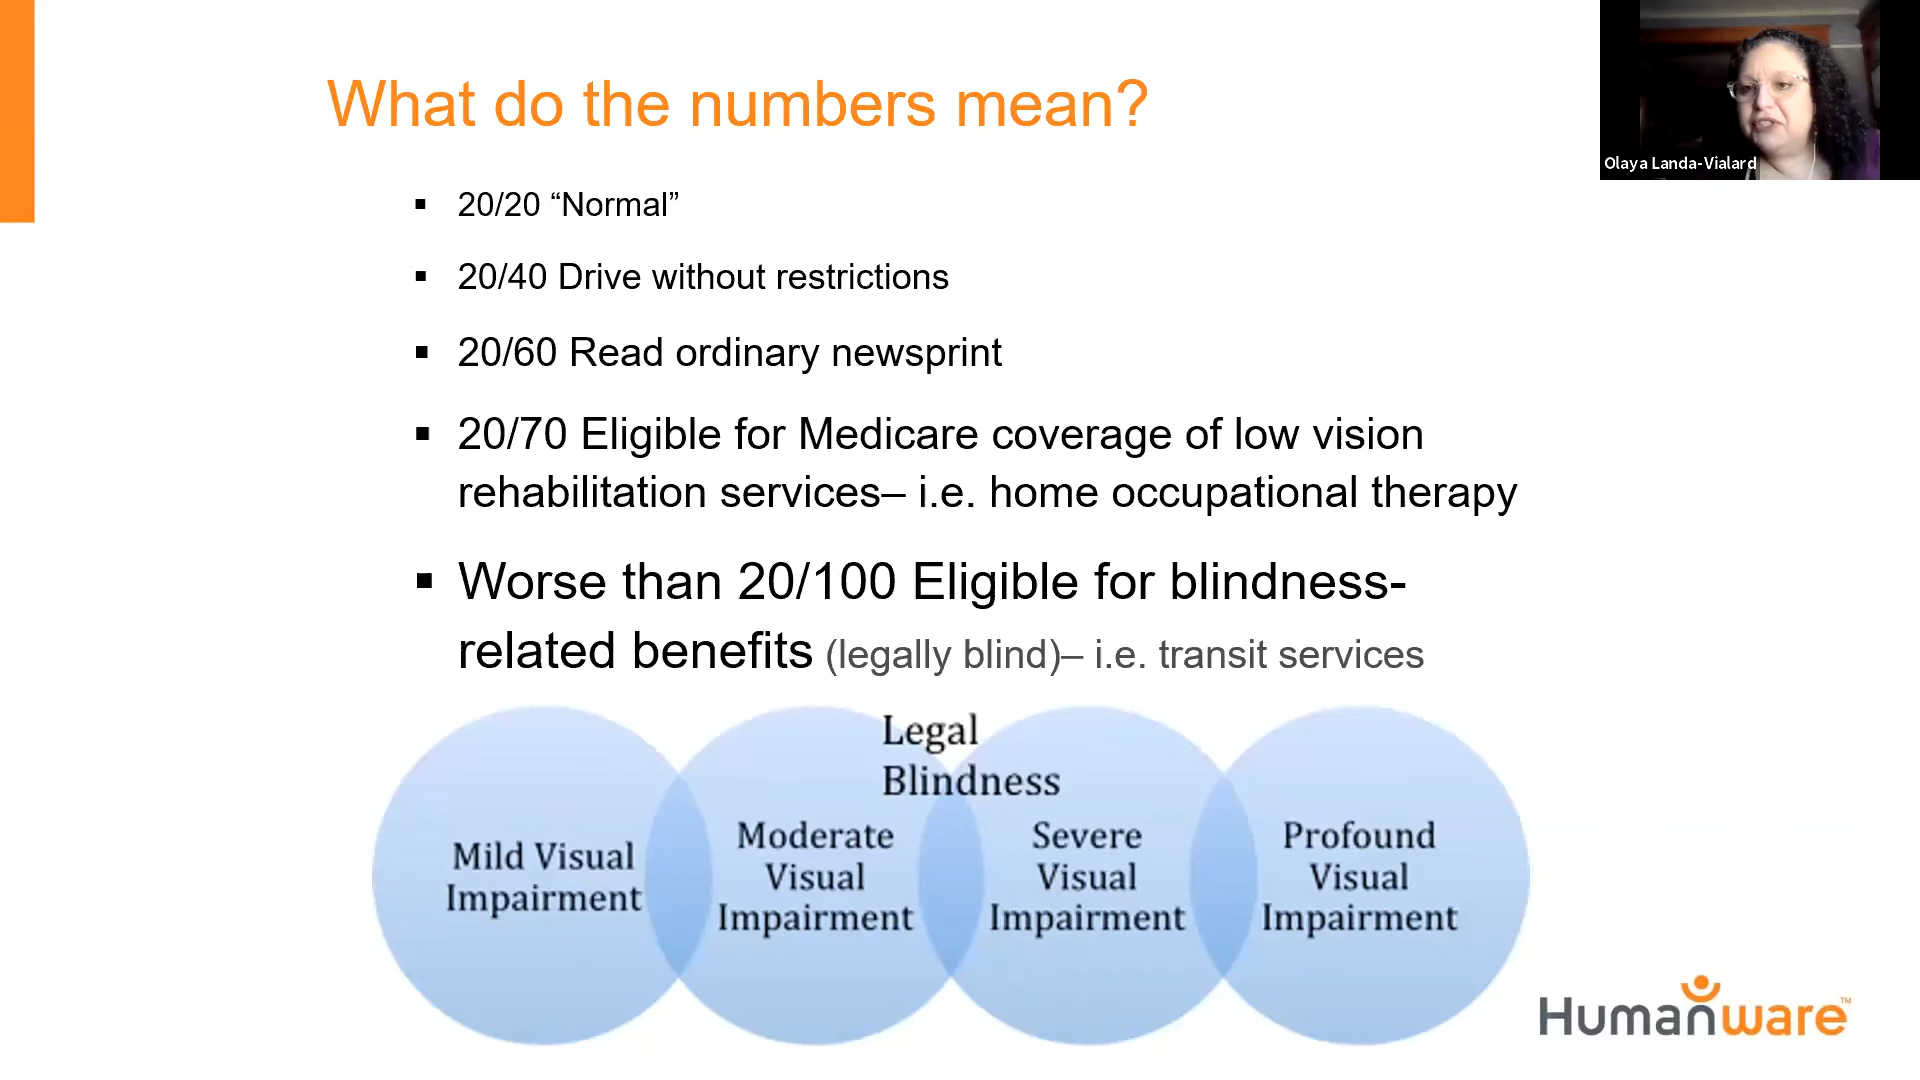 What do the numbers mean?
Olaya Landa-Vialard
▪ 20/20 “Normal”
▪ 20/40 Drive without restrictions
▪ 20/60 Read ordinary newsprint
▪ 20/70 Eligible for Medicare coverage of low vision
rehabilitation services– i.e. home occupational therapy
▪ Worse than 20/100 Eligible for blindness-
related benefits (legally blind)– i.e. transit services
Legal
Blindness
Mild Visual
Impairment
Moderate
Visual
Impairment
Severe
Visual
Impairment
Profound
Visual
Impairment
Humanware™